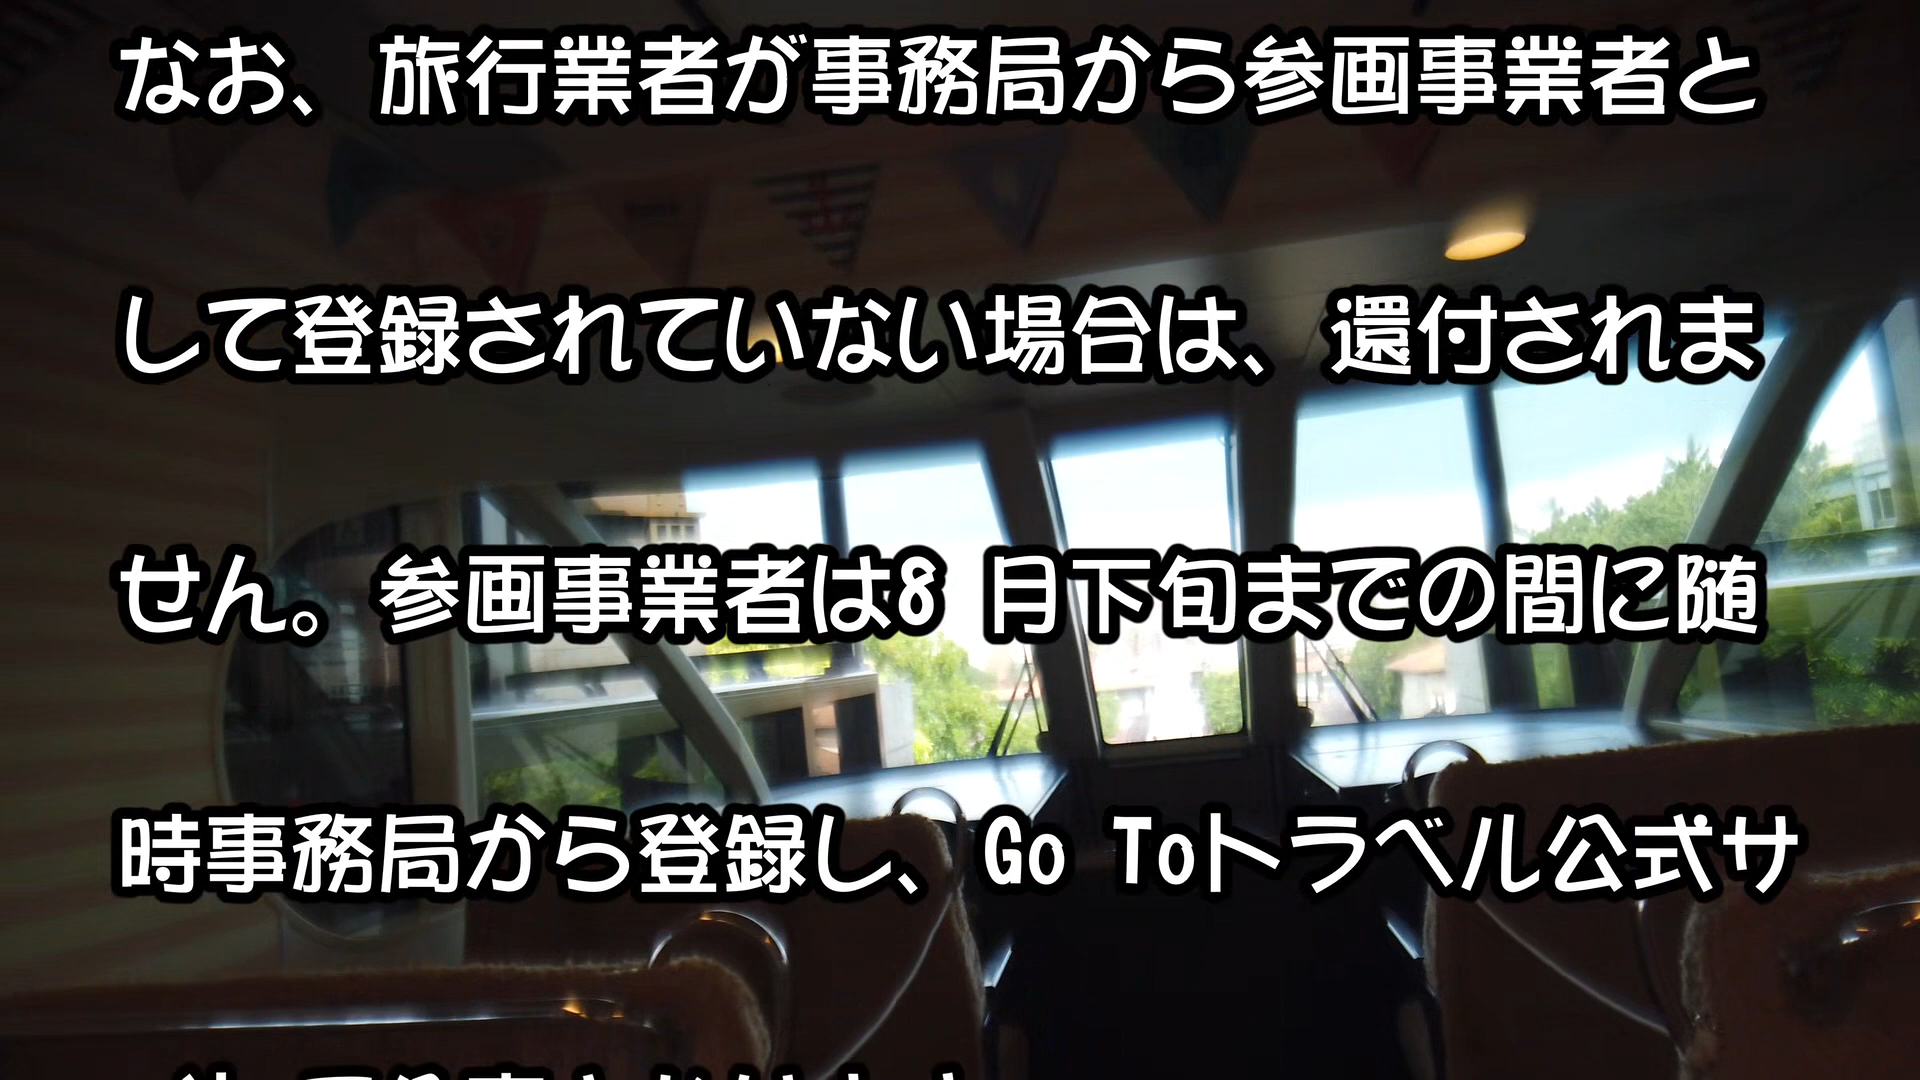 なお、旅行業者が事務局から参画事業者と
して登録されていない場合は、還付されま
せん。参画事業者は8 月下旬までの間に随
時事務局から登録し、Go Toトラベル公式サ